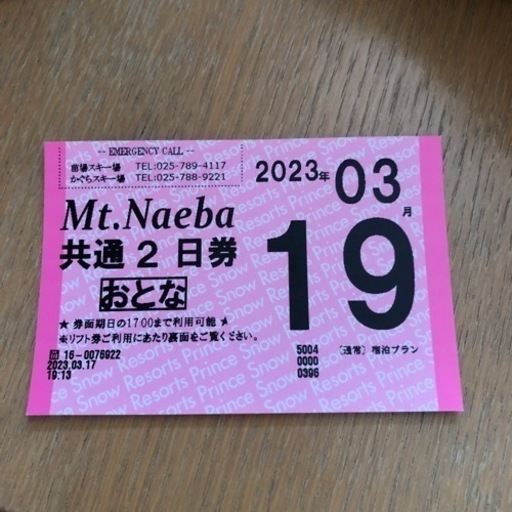 -- EMERGENCY CALL --
苗場スキー場 TEL:025-789-4117
かぐらスキー場 TEL:025-788-9221
2023年 03月
19
Mt.Naeba
共通２日券
おとな
★ 券面期日の17:00まで利用可能 ★
※リフト券ご利用にあたり裏面をご覧ください。
16-0076922
2023.03.17
19:13
5004
0000
0396
〔通常〕宿泊プラン
Prince Snow Resorts